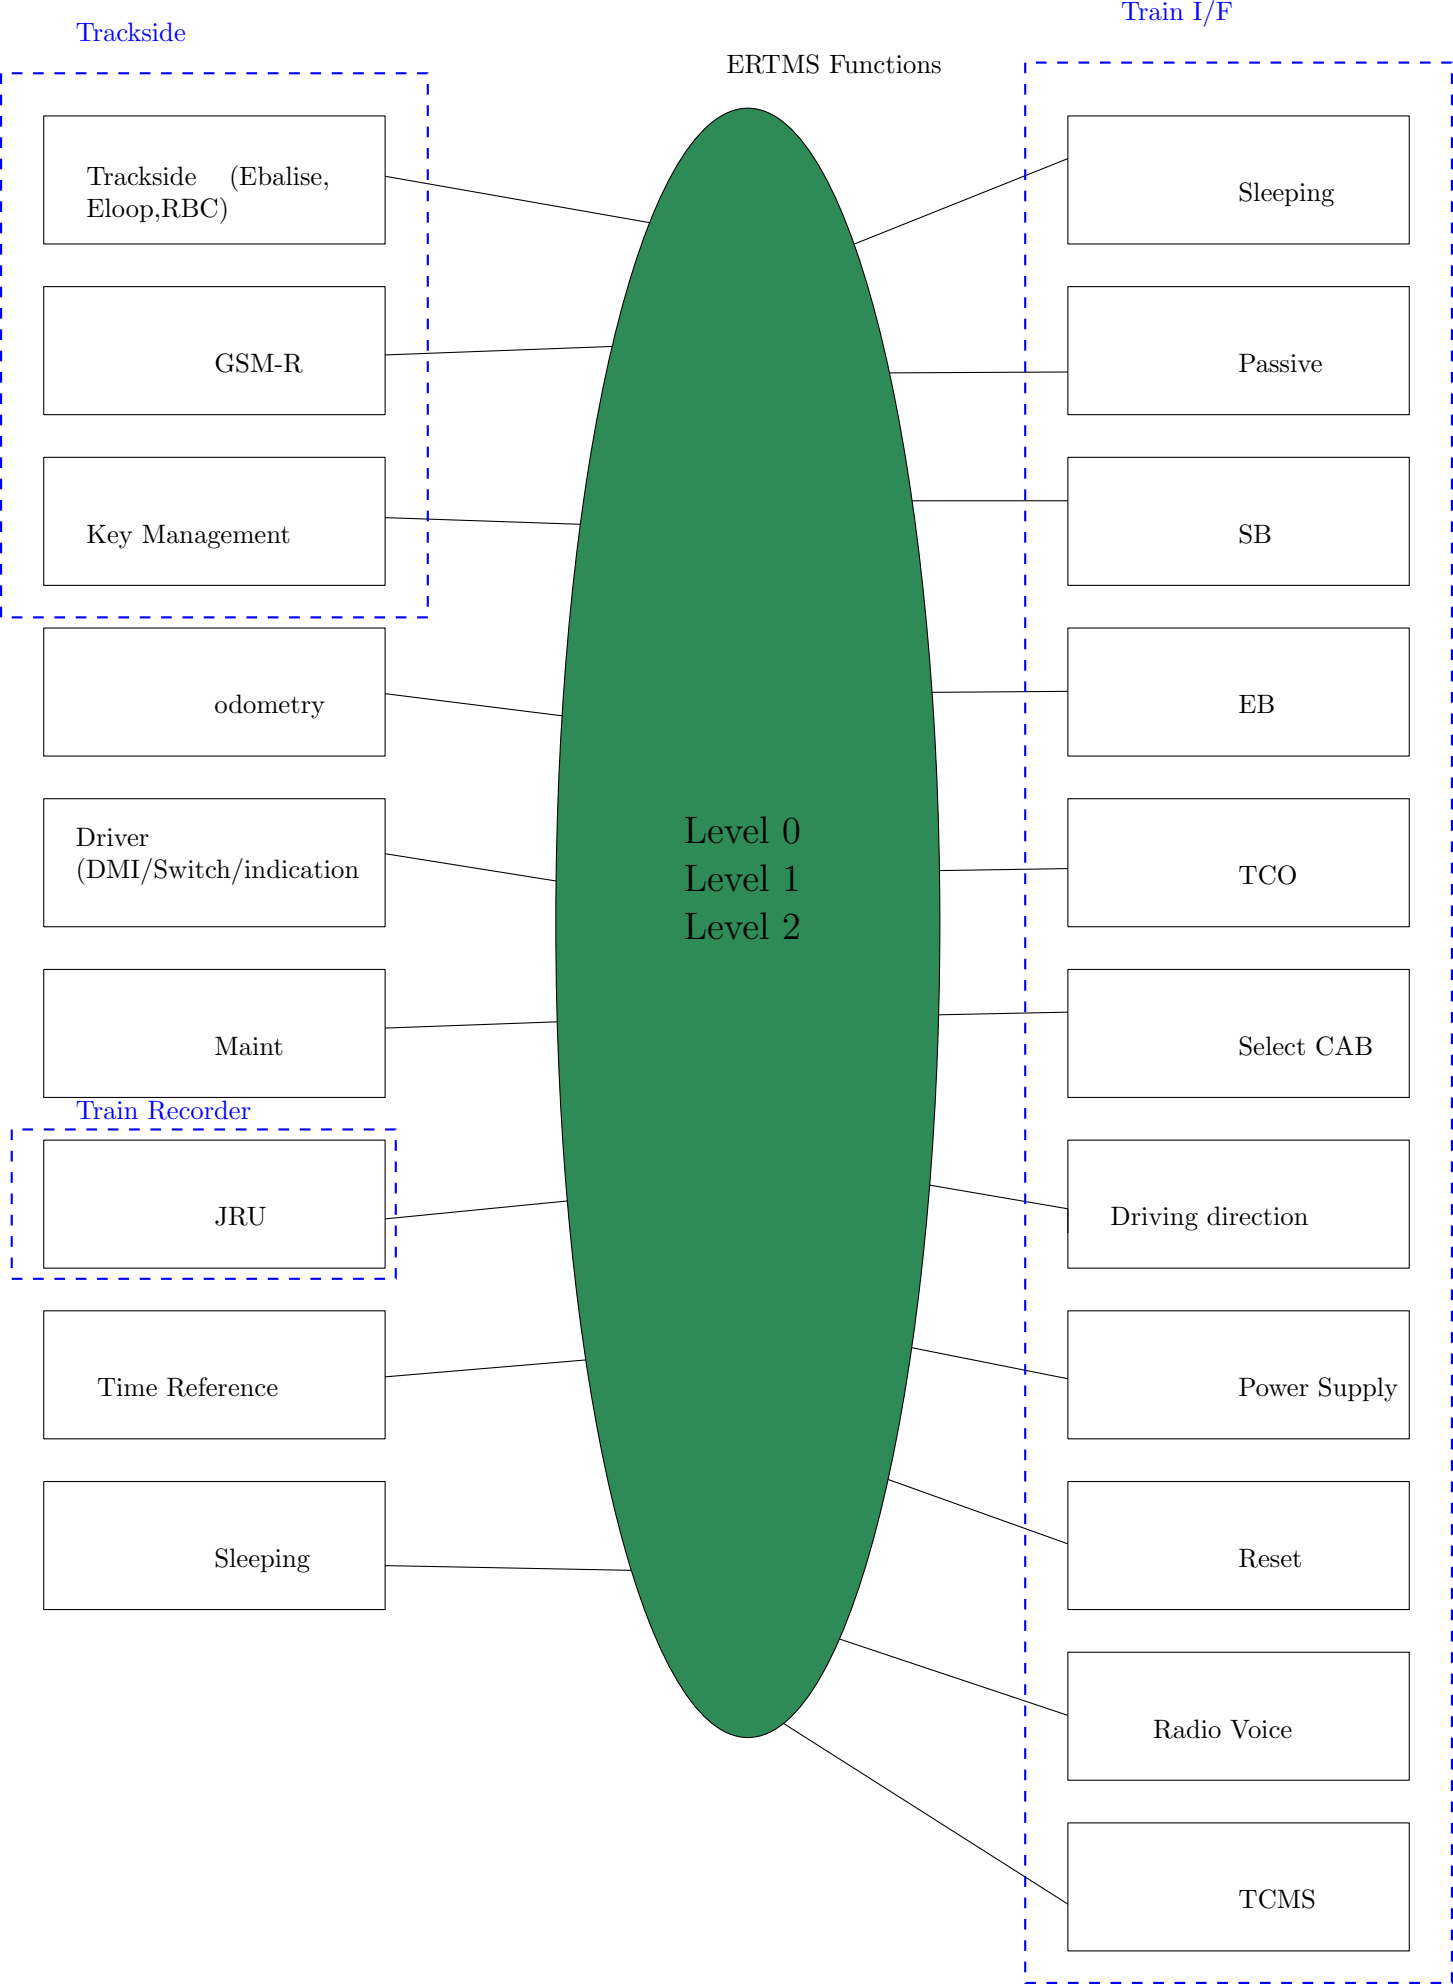 Trackside
Trackside (Ebalise,
Eloop,RBC)
GSM-R
Key Management
odometry
Driver
(DMI/Switch/indication
Maint
Train Recorder
JRU
Time Reference
Sleeping
ERTMS Functions
Level 0
Level 1
Level 2
Train I/F
Sleeping
Passive
SB
EB
TCO
Select CAB
Driving direction
Power Supply
Reset
Radio Voice
TCMS